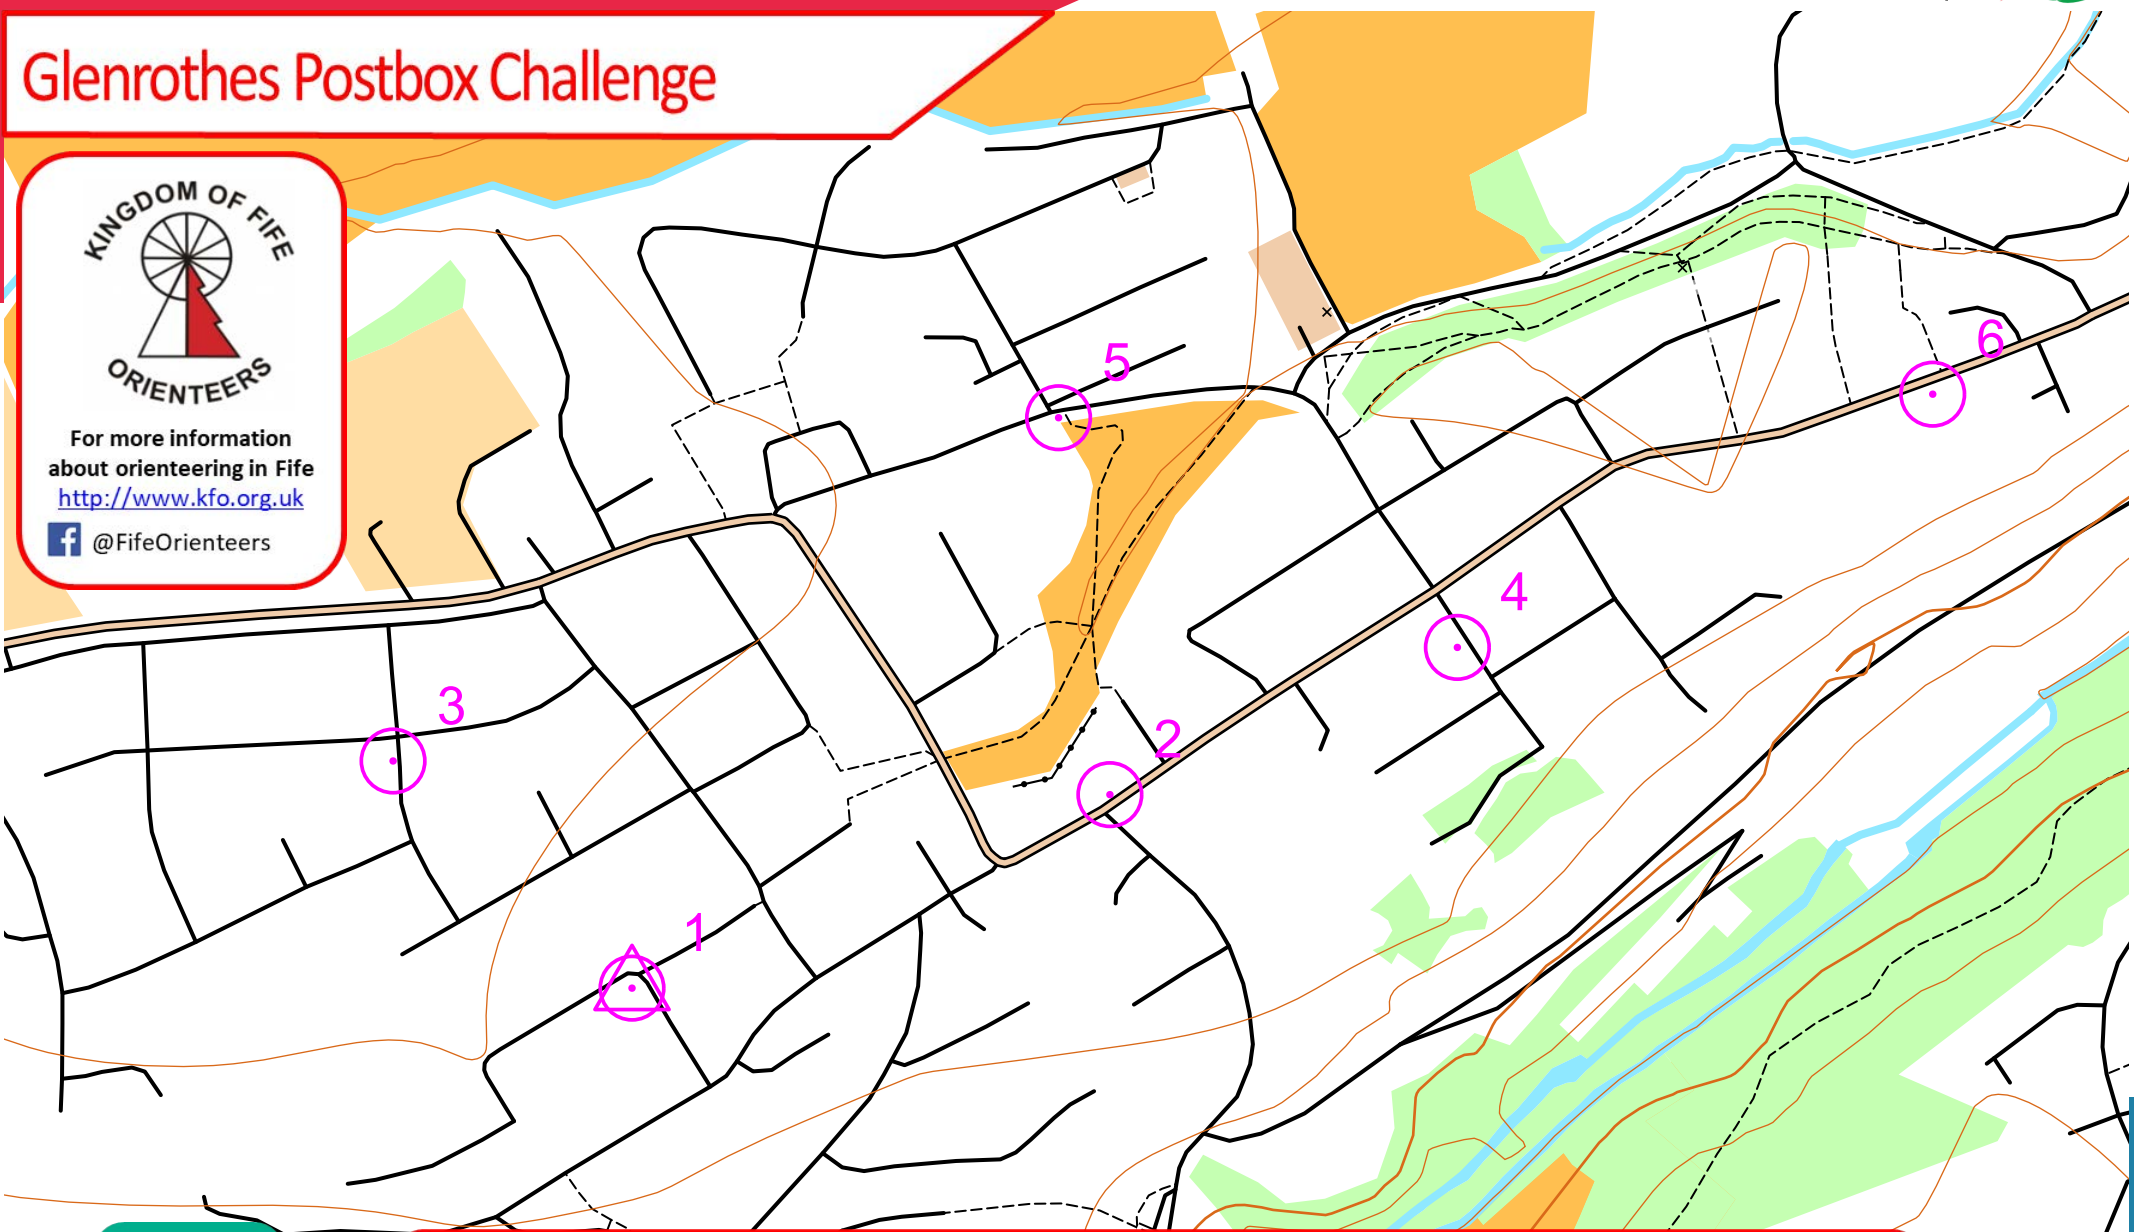 Glenrothes Postbox Challenge
KINGDOM OF FIFE
ORIENTEERS
For more information
about orienteering in Fife
http://www.kfo.org.uk
@FifeOrienteers
5
6
4
3
2
1